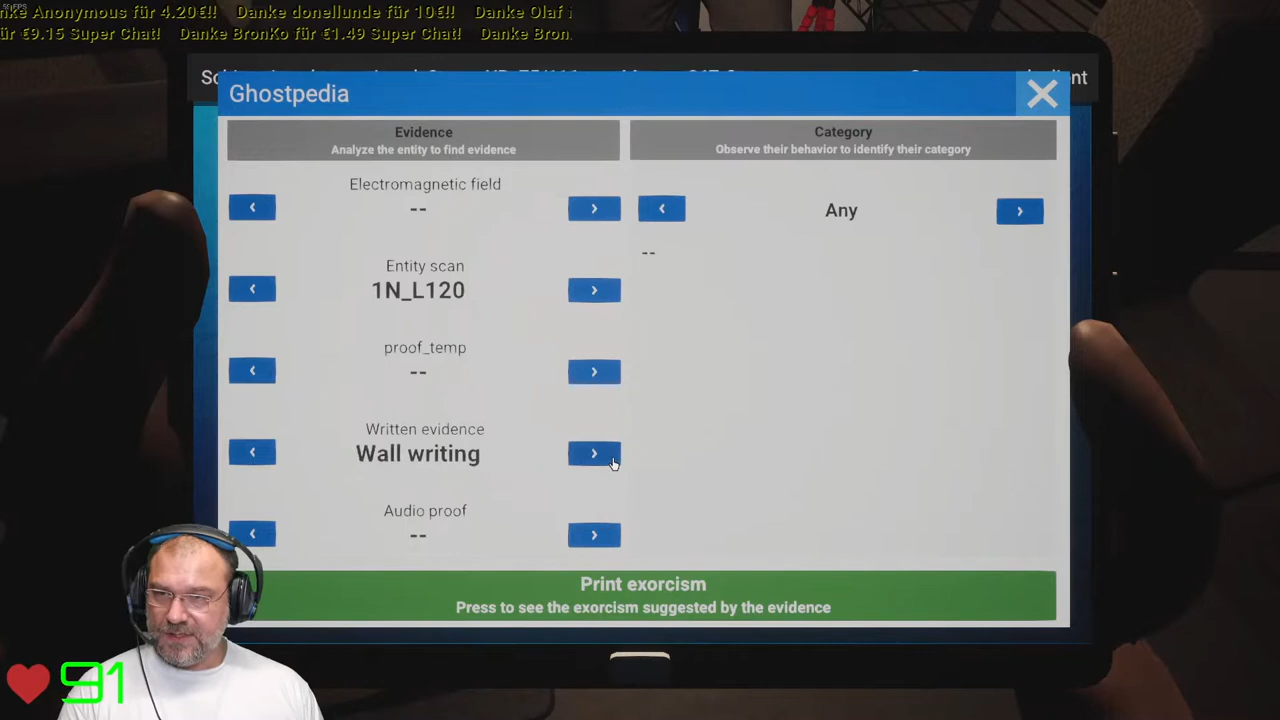 nke Anonymous für 4.20€!! Danke donellunde für 10€!! Danke Olaf
ür €9.15 Super Chat! Danke BronKo für €1.49 Super Chat! Danke Bron
Ghostpedia
Evidence
Analyze the entity to find evidence
Category
Observe their behavior to identify their category
Electromagnetic field
--
Any
--
Entity scan
1N_L120
proof_temp
--
Written evidence
Wall writing
Audio proof
--
Print exorcism
Press to see the exorcism suggested by the evidence
91